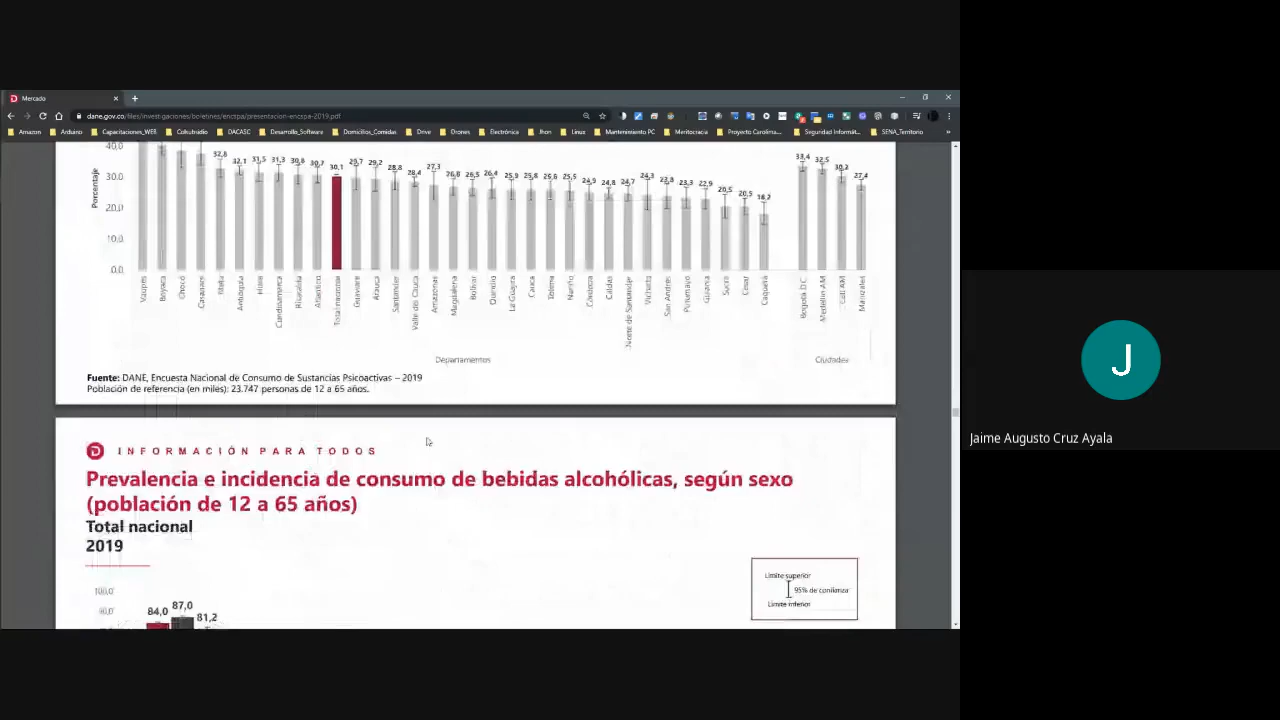 Mercado
dane.gov.co/files/investigaciones/boletines/encspa/presentacion-encspa-2019.pdf
Amazon Arduino Capacitaciones_WEB Coltutridio DACASC Desarrollo_Software Domicilios_Comidas Drive Drones Electrónica Jhon Linux Mantenimiento PC Meritocracia Proyecto Carolina... Seguridad Informát... SENA_Territorio
Porcentaje
40,0
30,0
20,0
10,0
0,0
32,8 32,1 31,5 31,3 30,8 30,7 30,1 29,7 29,2 28,8 28,4 27,3 26,8 26,5 26,4 25,9 25,8 25,6 25,5 24,9 24,8 24,7 24,3 23,8 23,3 22,9 20,5 20,5 18,2
33,4 32,5 30,2 27,4
Vaupés Boyacá Chocó Casanare Meta Antioquia Huila Cundinamarca Risaralda Atlántico Total nacional Guaviare Arauca Santander Valle del Cauca Amazonas Magdalena Bolívar Quindío La Guajira Cauca Tolima Nariño Córdoba Caldas Norte de Santander Vichada San Andrés Putumayo Guainía Sucre Cesar Caquetá
Bogotá D.C. Medellín AM Cali AM Manizales
Departamentos
Ciudades
Fuente: DANE, Encuesta Nacional de Consumo de Sustancias Psicoactivas – 2019
Población de referencia (en miles): 23.747 personas de 12 a 65 años.
INFORMACIÓN PARA TODOS
Prevalencia e incidencia de consumo de bebidas alcohólicas, según sexo
(población de 12 a 65 años)
Total nacional
2019
Límite superior
95% de confianza
Límite inferior
100,0
90,0
84,0 87,0 81,2
J
Jaime Augusto Cruz Ayala